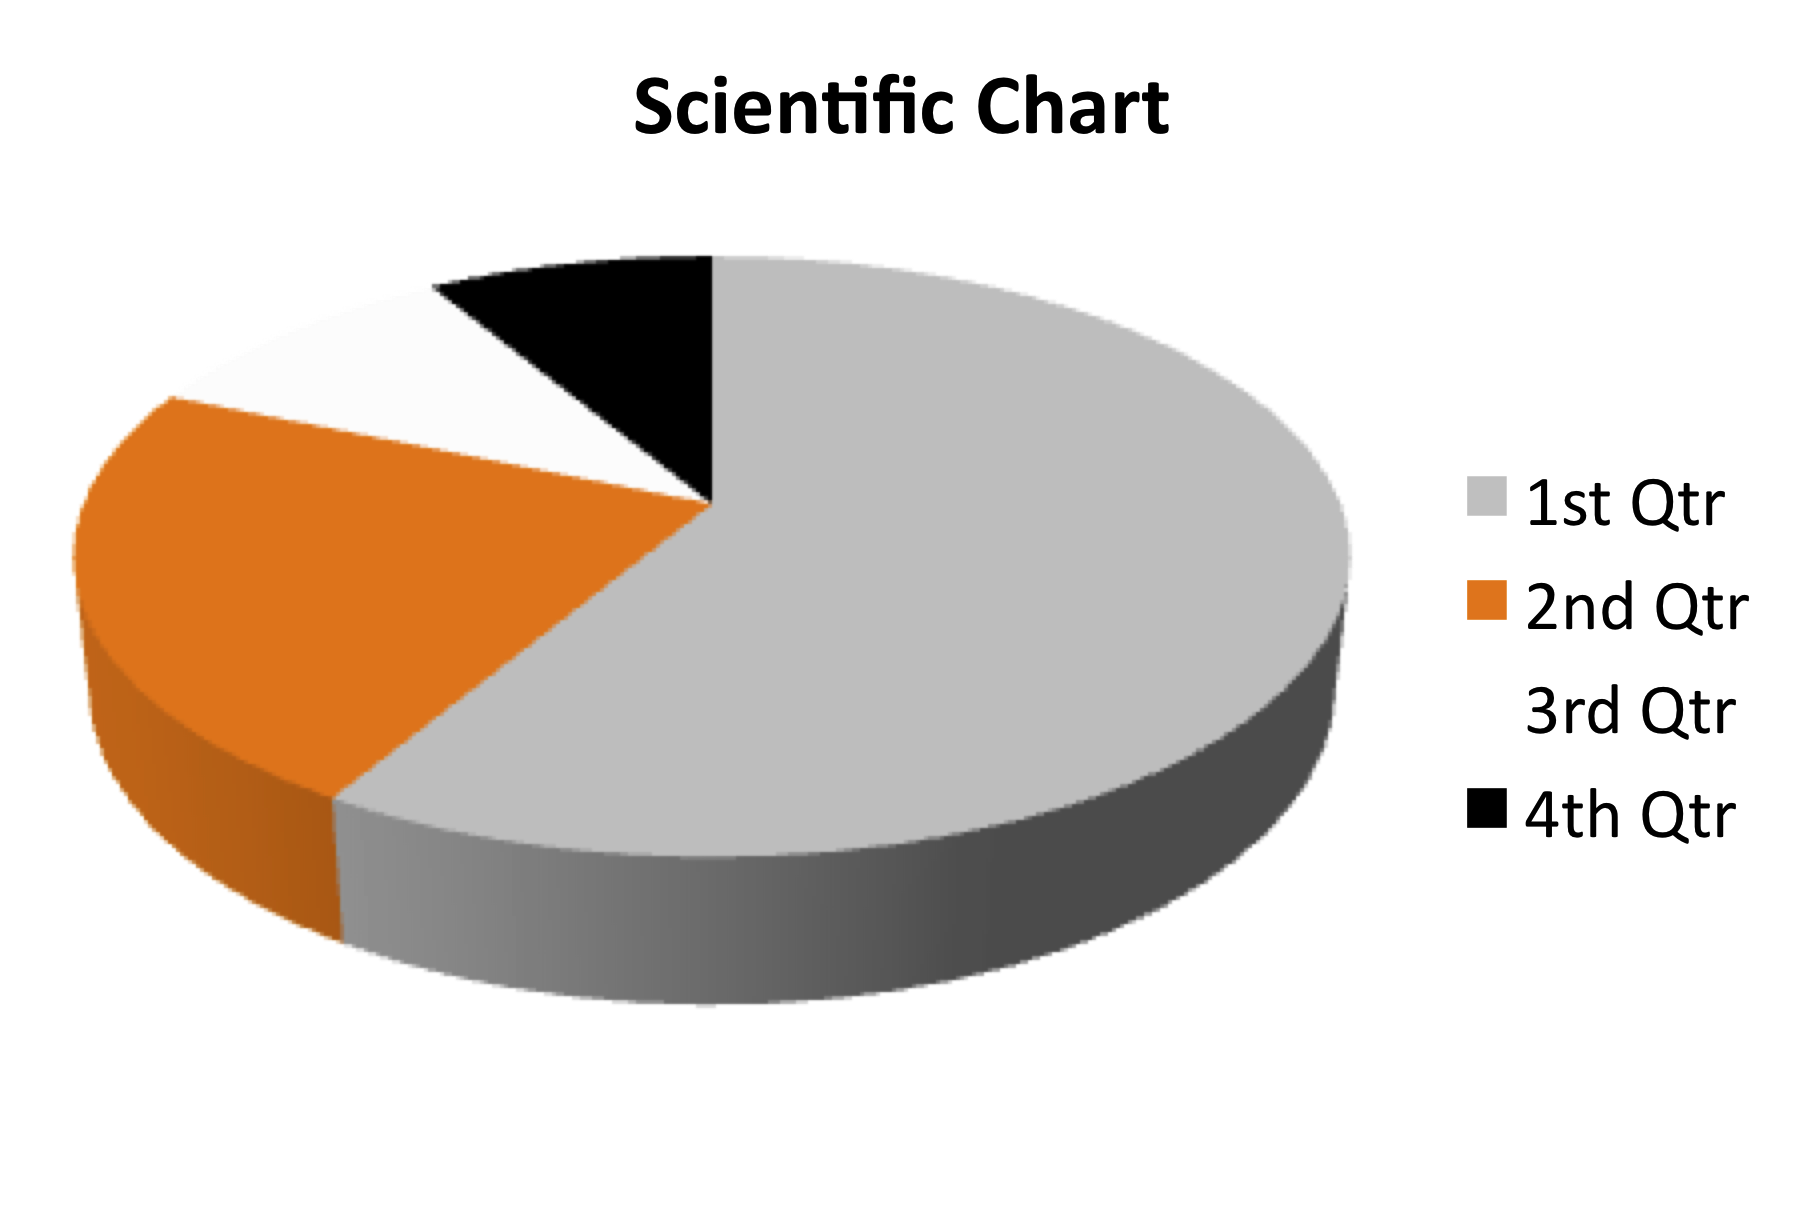 Scientific Chart
1st Qtr
2nd Qtr
3rd Qtr
4th Qtr